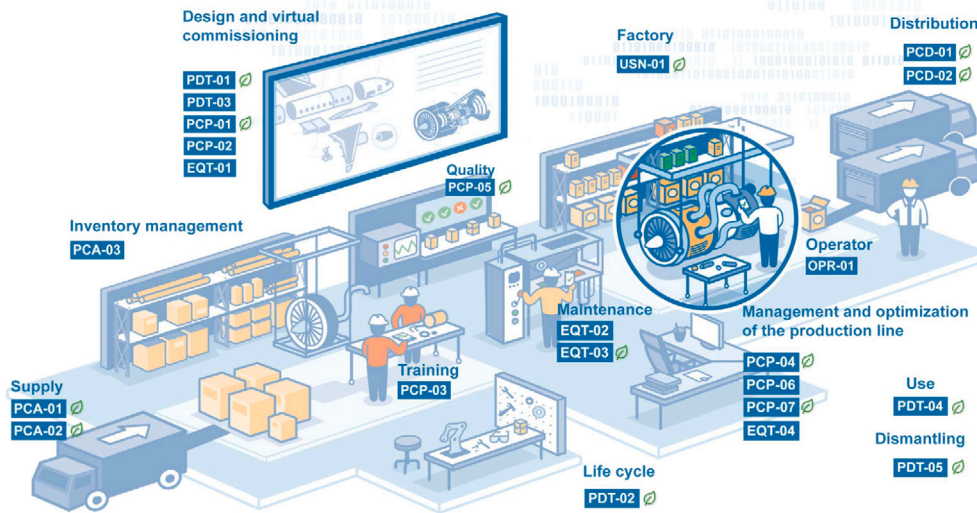 Design and virtual
commissioning
PDT-01
PDT-03
PCP-01
PCP-02
EQT-01
Factory
USN-01
Distribution
PCD-01
PCD-02
Quality
PCP-05
Inventory management
PCA-03
Operator
OPR-01
Maintenance
EQT-02
EQT-03
Management and optimization
of the production line
PCP-04
PCP-06
PCP-07
EQT-04
Training
PCP-03
Supply
PCA-01
PCA-02
Use
PDT-04
Dismantling
PDT-05
Life cycle
PDT-02